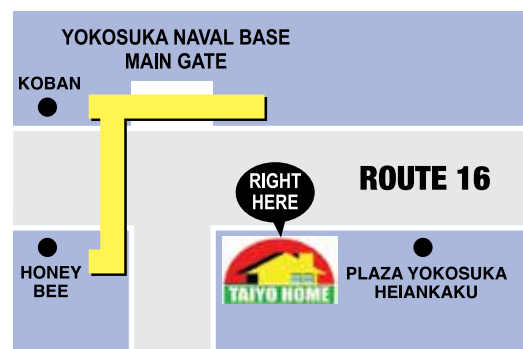 YOKOSUKA NAVAL BASE
MAIN GATE
KOBAN
RIGHT
HERE
ROUTE 16
HONEY
BEE
TAIYO HOME
PLAZA YOKOSUKA
HEIANKAKU